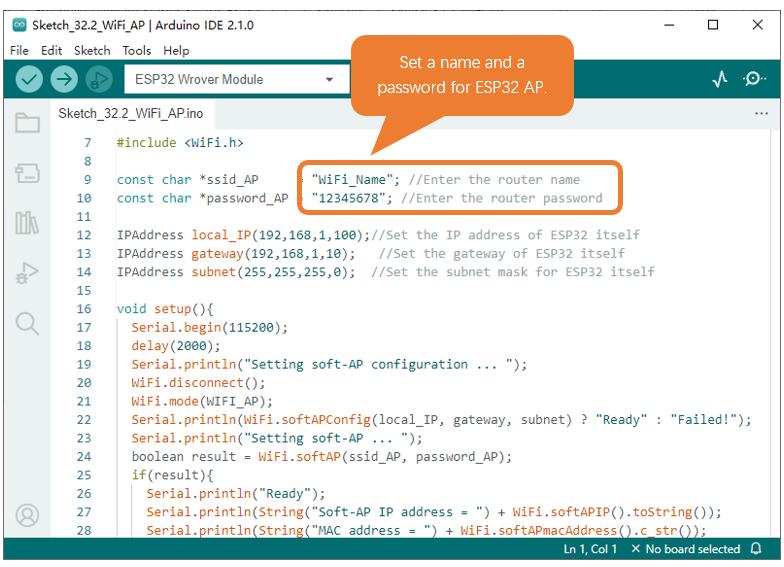 Sketch_32.2_WiFi_AP | Arduino IDE 2.1.0
File Edit Sketch Tools Help
ESP32 Wrover Module
Set a name and a
password for ESP32 AP.
Sketch_32.2_WiFi_AP.ino
7 #include <WiFi.h>
8
9 const char *ssid_AP = "WiFi_Name"; //Enter the router name
10 const char *password_AP = "12345678"; //Enter the router password
11
12 IPAddress local_IP(192,168,1,100);//Set the IP address of ESP32 itself
13 IPAddress gateway(192,168,1,10); //Set the gateway of ESP32 itself
14 IPAddress subnet(255,255,255,0); //Set the subnet mask for ESP32 itself
15
16 void setup(){
17 Serial.begin(115200);
18 delay(2000);
19 Serial.println("Setting soft-AP configuration ... ");
20 WiFi.disconnect();
21 WiFi.mode(WIFI_AP);
22 Serial.println(WiFi.softAPConfig(local_IP, gateway, subnet) ? "Ready" : "Failed!");
23 Serial.println("Setting soft-AP ... ");
24 boolean result = WiFi.softAP(ssid_AP, password_AP);
25 if(result){
26 Serial.println("Ready");
27 Serial.println(String("Soft-AP IP address = ") + WiFi.softAPIP().toString());
28 Serial.println(String("MAC address = ") + WiFi.softAPmacAddress().c_str());
Ln 1, Col 1 × No board selected